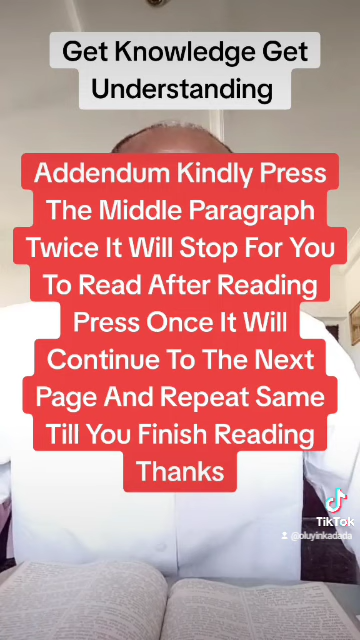 Get Knowledge Get
Understanding
Addendum Kindly Press
The Middle Paragraph
Twice It Will Stop For You
To Read After Reading
Press Once It Will
Continue To The Next
Page And Repeat Same
Till You Finish Reading
Thanks
TikTok
@oluyinkadada